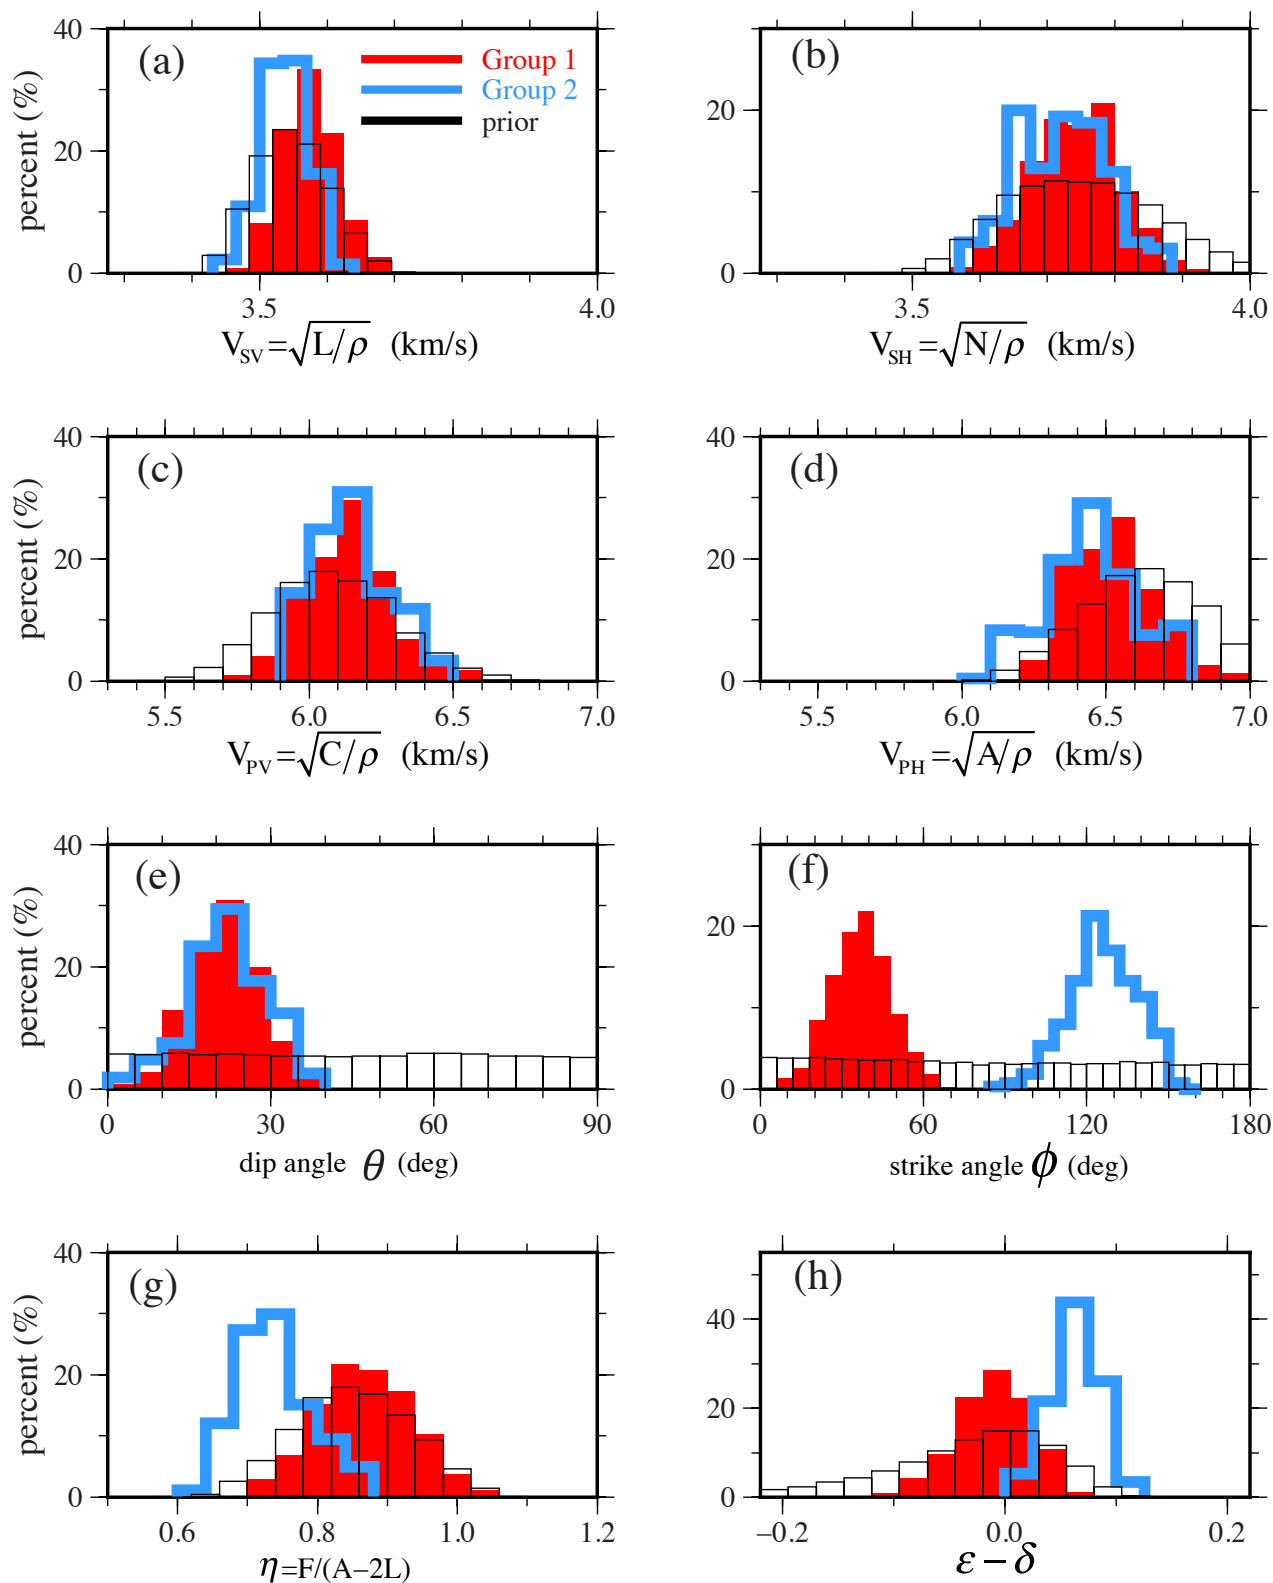 (a)
Group 1
Group 2
prior
percent (%)
40
20
0
3.5
4.0
V_SV=√L/ρ (km/s)
(b)
20
0
3.5
4.0
V_SH=√N/ρ (km/s)
(c)
percent (%)
40
20
0
5.5
6.0
6.5
7.0
V_PV=√C/ρ (km/s)
(d)
40
20
0
5.5
6.0
6.5
7.0
V_PH=√A/ρ (km/s)
(e)
percent (%)
40
20
0
0
30
60
90
dip angle θ (deg)
(f)
20
0
0
60
120
180
strike angle ϕ (deg)
(g)
percent (%)
40
20
0
0.6
0.8
1.0
1.2
η=F/(A−2L)
(h)
40
20
0
−0.2
0.0
0.2
ε−δ